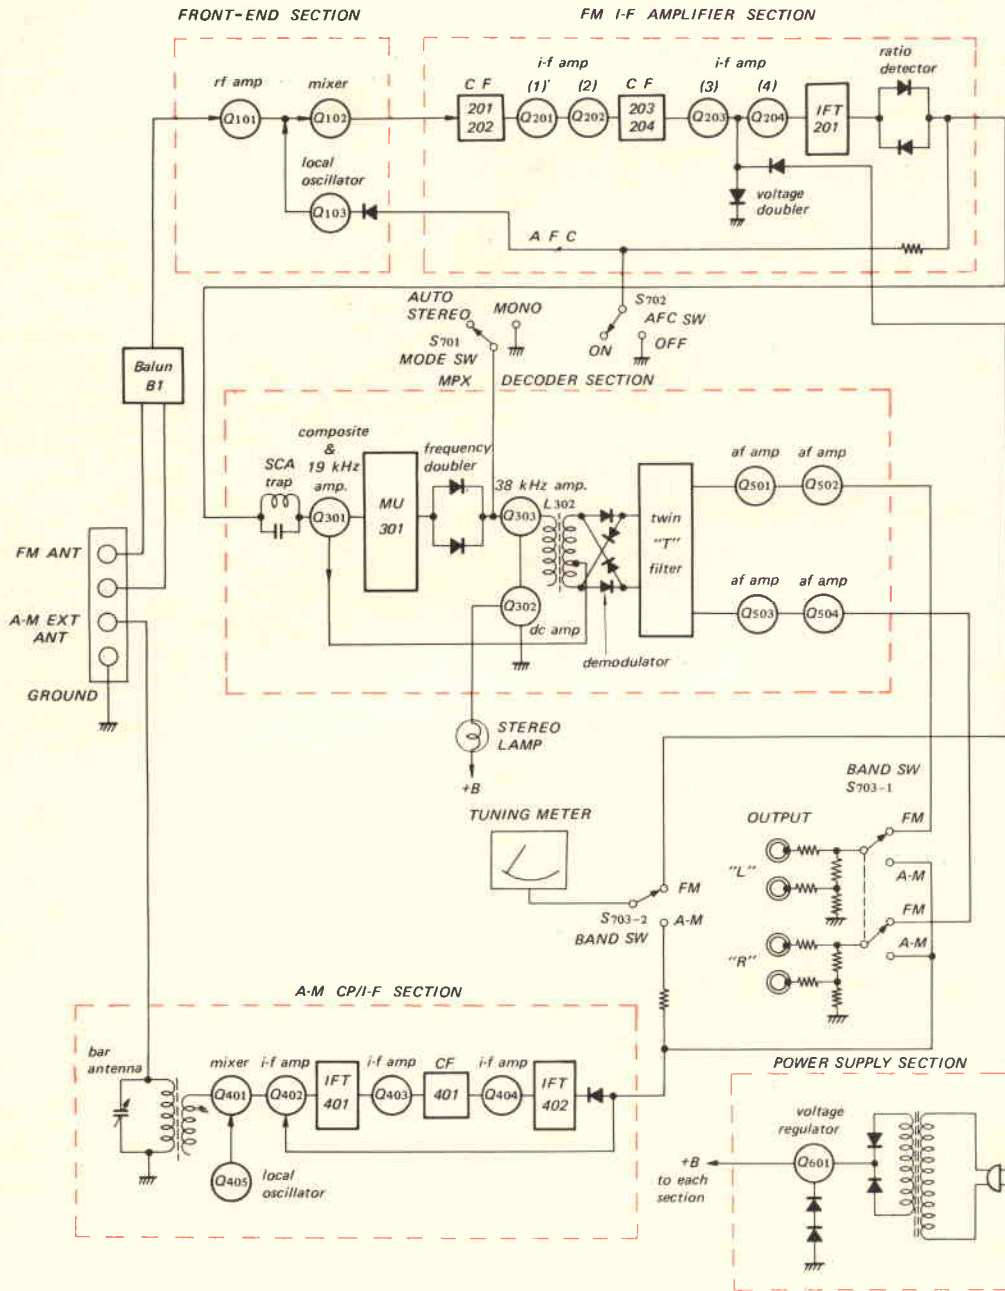 FRONT-END SECTION
FM I-F AMPLIFIER SECTION
rf amp
Q101
mixer
Q102
local
oscillator
Q103
C F
201
202
i-f amp
(1)
(2)
Q201
Q202
C F
203
204
i-f amp
(3)
(4)
Q203
Q204
IFT
201
ratio
detector
voltage
doubler
A F C
AUTO
STEREO
MONO
S701
MODE SW
S702
AFC SW
ON
OFF
Balun
B1
MPX DECODER SECTION
SCA
trap
composite
&
19 kHz
amp.
Q301
MU
301
frequency
doubler
38 kHz amp.
Q303
L302
Q302
dc amp
demodulator
twin
"T"
filter
af amp
af amp
Q501
Q502
af amp
af amp
Q503
Q504
FM ANT
A-M EXT
ANT
GROUND
STEREO
LAMP
+B
TUNING METER
S703-2
BAND SW
FM
A-M
BAND SW
S703-1
OUTPUT
"L"
"R"
FM
A-M
FM
A-M
A-M CP/I-F SECTION
bar
antenna
mixer
Q401
i-f amp
Q402
IFT
401
i-f amp
Q403
CF
401
i-f amp
Q404
IFT
402
Q405
local
oscillator
POWER SUPPLY SECTION
voltage
regulator
Q601
+B
to each
section